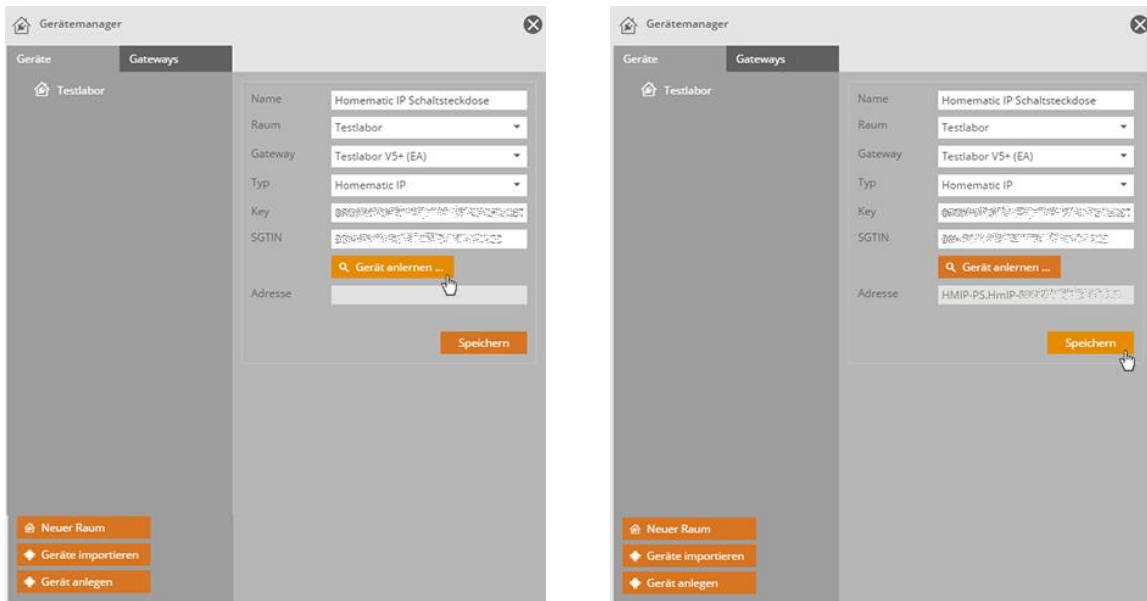 Gerätemanager
Geräte
Gateways
Testlabor
Name
Homematic IP Schaltsteckdose
Raum
Testlabor
Gateway
Testlabor V5+ (EA)
Typ
Homematic IP
Key
SGTIN
Gerät anlernen ...
Adresse
Speichern
Neuer Raum
Geräte importieren
Gerät anlegen
Gerätemanager
Geräte
Gateways
Testlabor
Name
Homematic IP Schaltsteckdose
Raum
Testlabor
Gateway
Testlabor V5+ (EA)
Typ
Homematic IP
Key
SGTIN
Gerät anlernen ...
Adresse
HMIP-PS.HmIP-
Speichern
Neuer Raum
Geräte importieren
Gerät anlegen